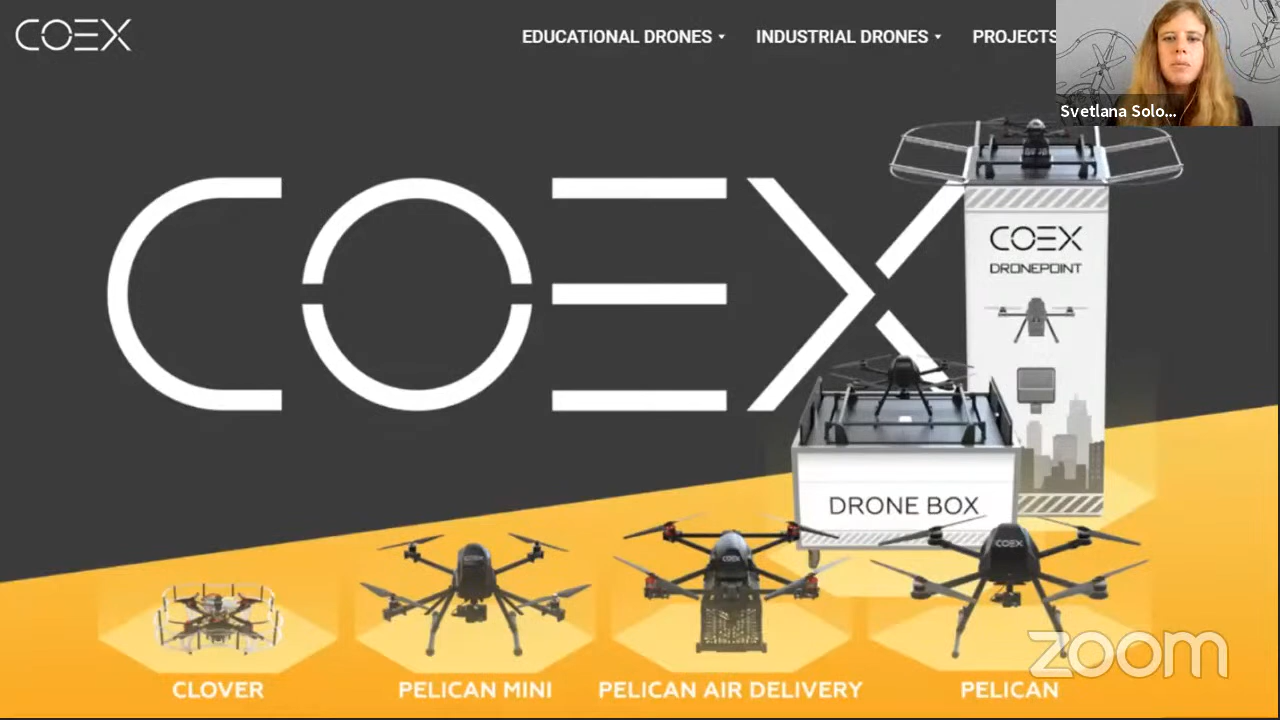 COEX
EDUCATIONAL DRONES
INDUSTRIAL DRONES
PROJECTS
Svetlana Solo...
COEX
COEX
DRONEPOINT
DRONE BOX
COEX
COEX
zoom
CLOVER
PELICAN MINI
PELICAN AIR DELIVERY
PELICAN